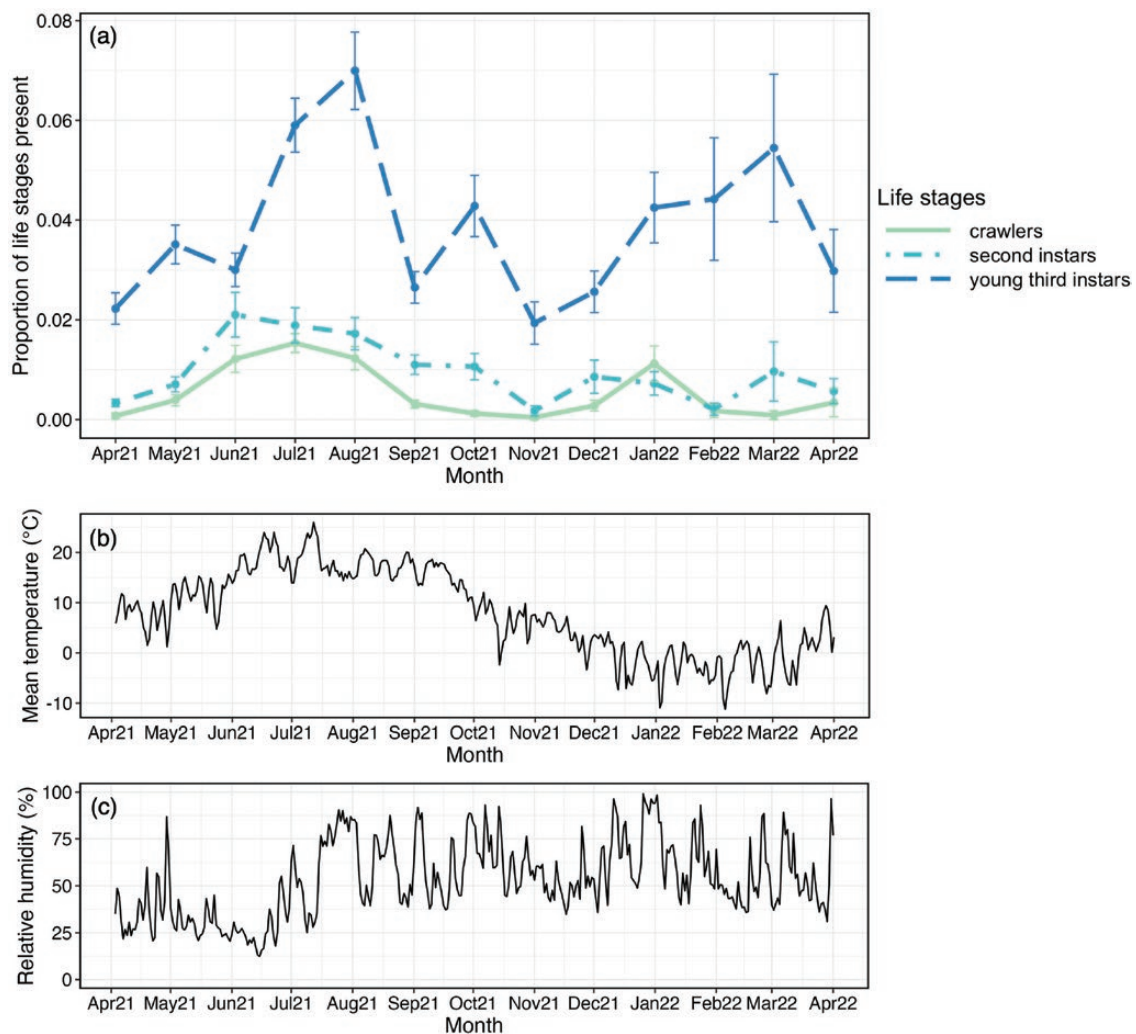 (a)
Proportion of life stages present
0.08
0.06
0.04
0.02
0.00
Apr21 May21 Jun21 Jul21 Aug21 Sep21 Oct21 Nov21 Dec21 Jan22 Feb22 Mar22 Apr22
Month
Life stages
crawlers
second instars
young third instars
(b)
Mean temperature (°C)
20
10
0
-10
Apr21 May21 Jun21 Jul21 Aug21 Sep21 Oct21 Nov21 Dec21 Jan22 Feb22 Mar22 Apr22
Month
(c)
Relative humidity (%)
100
75
50
25
0
Apr21 May21 Jun21 Jul21 Aug21 Sep21 Oct21 Nov21 Dec21 Jan22 Feb22 Mar22 Apr22
Month